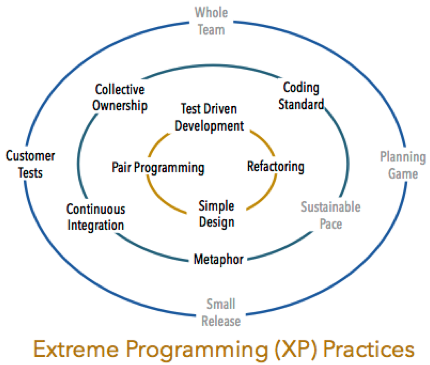 Whole
Team
Collective
Ownership
Coding
Standard
Test Driven
Development
Customer
Tests
Pair Programming
Refactoring
Planning
Game
Continuous
Integration
Simple
Design
Sustainable
Pace
Metaphor
Small
Release
Extreme Programming (XP) Practices